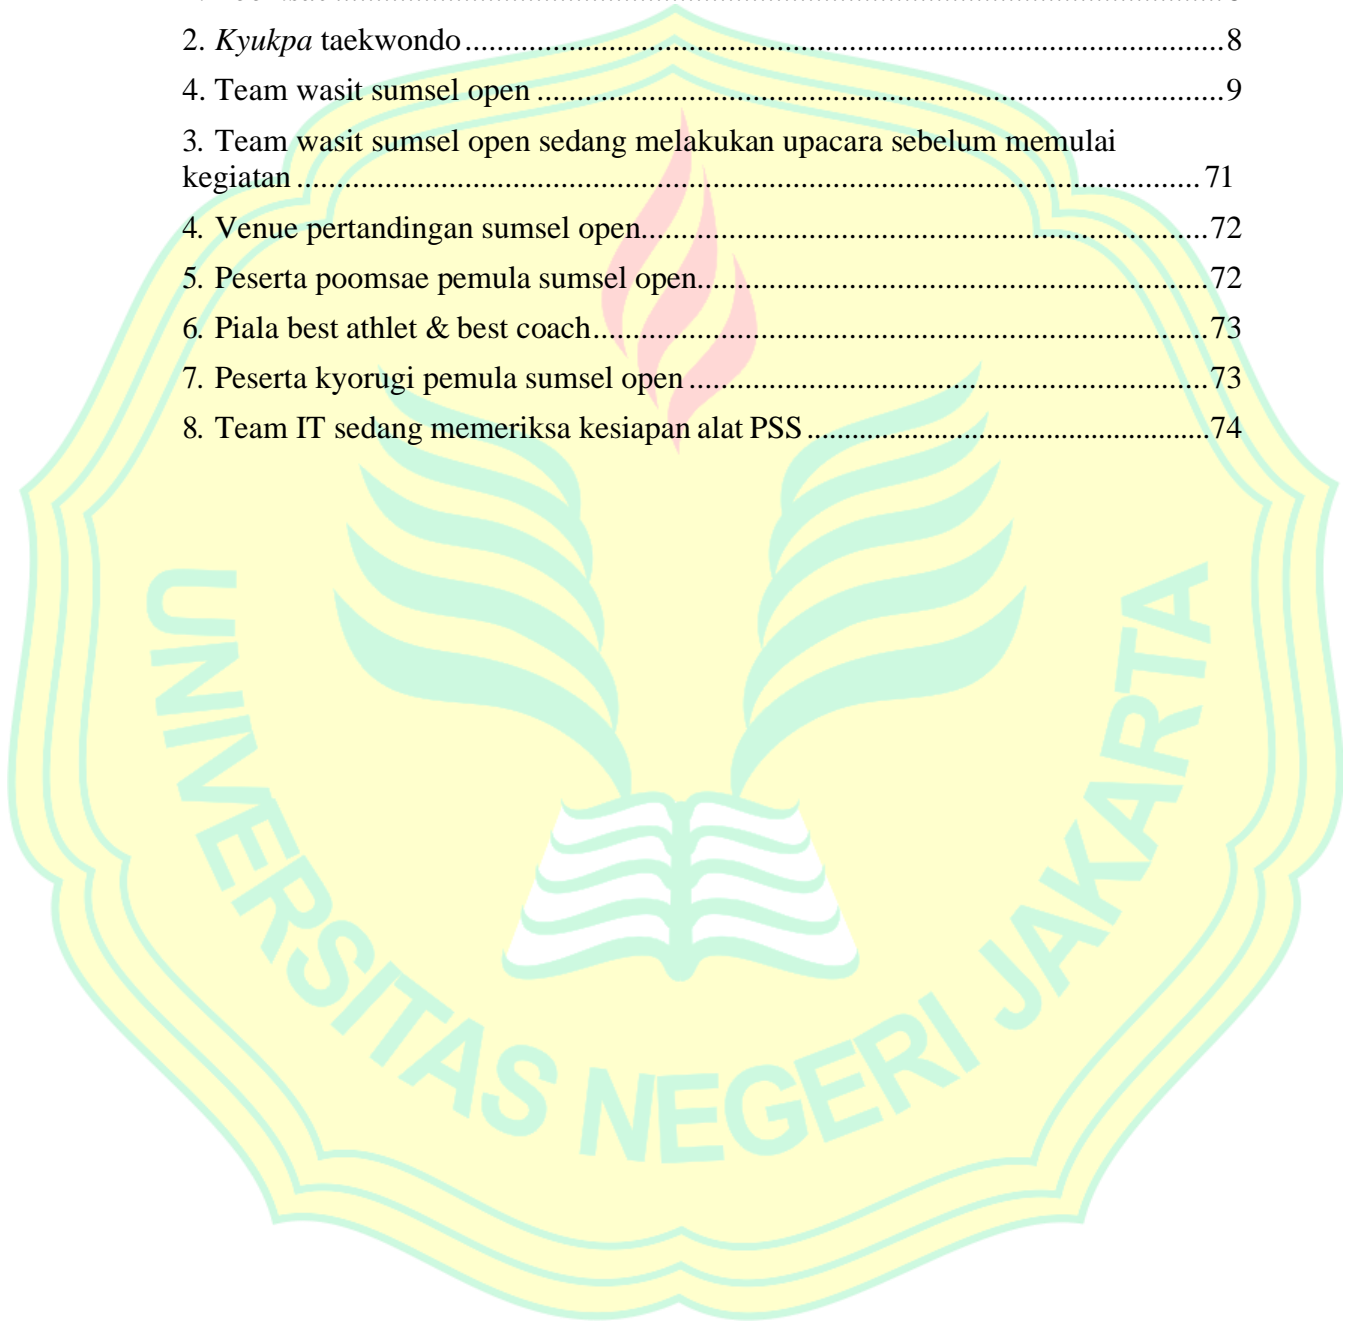 2. Kyukpa taekwondo........................................................................................8
4. Team wasit sumsel open ................................................................................9
3. Team wasit sumsel open sedang melakukan upacara sebelum memulai
kegiatan ......................................................................................................... 71
4. Venue pertandingan sumsel open..................................................................72
5. Peserta poomsae pemula sumsel open...........................................................72
6. Piala best athlet & best coach........................................................................73
7. Peserta kyorugi pemula sumsel open ............................................................73
8. Team IT sedang memeriksa kesiapan alat PSS ...............................................74
UNIVERSITAS NEGERI JAKARTA